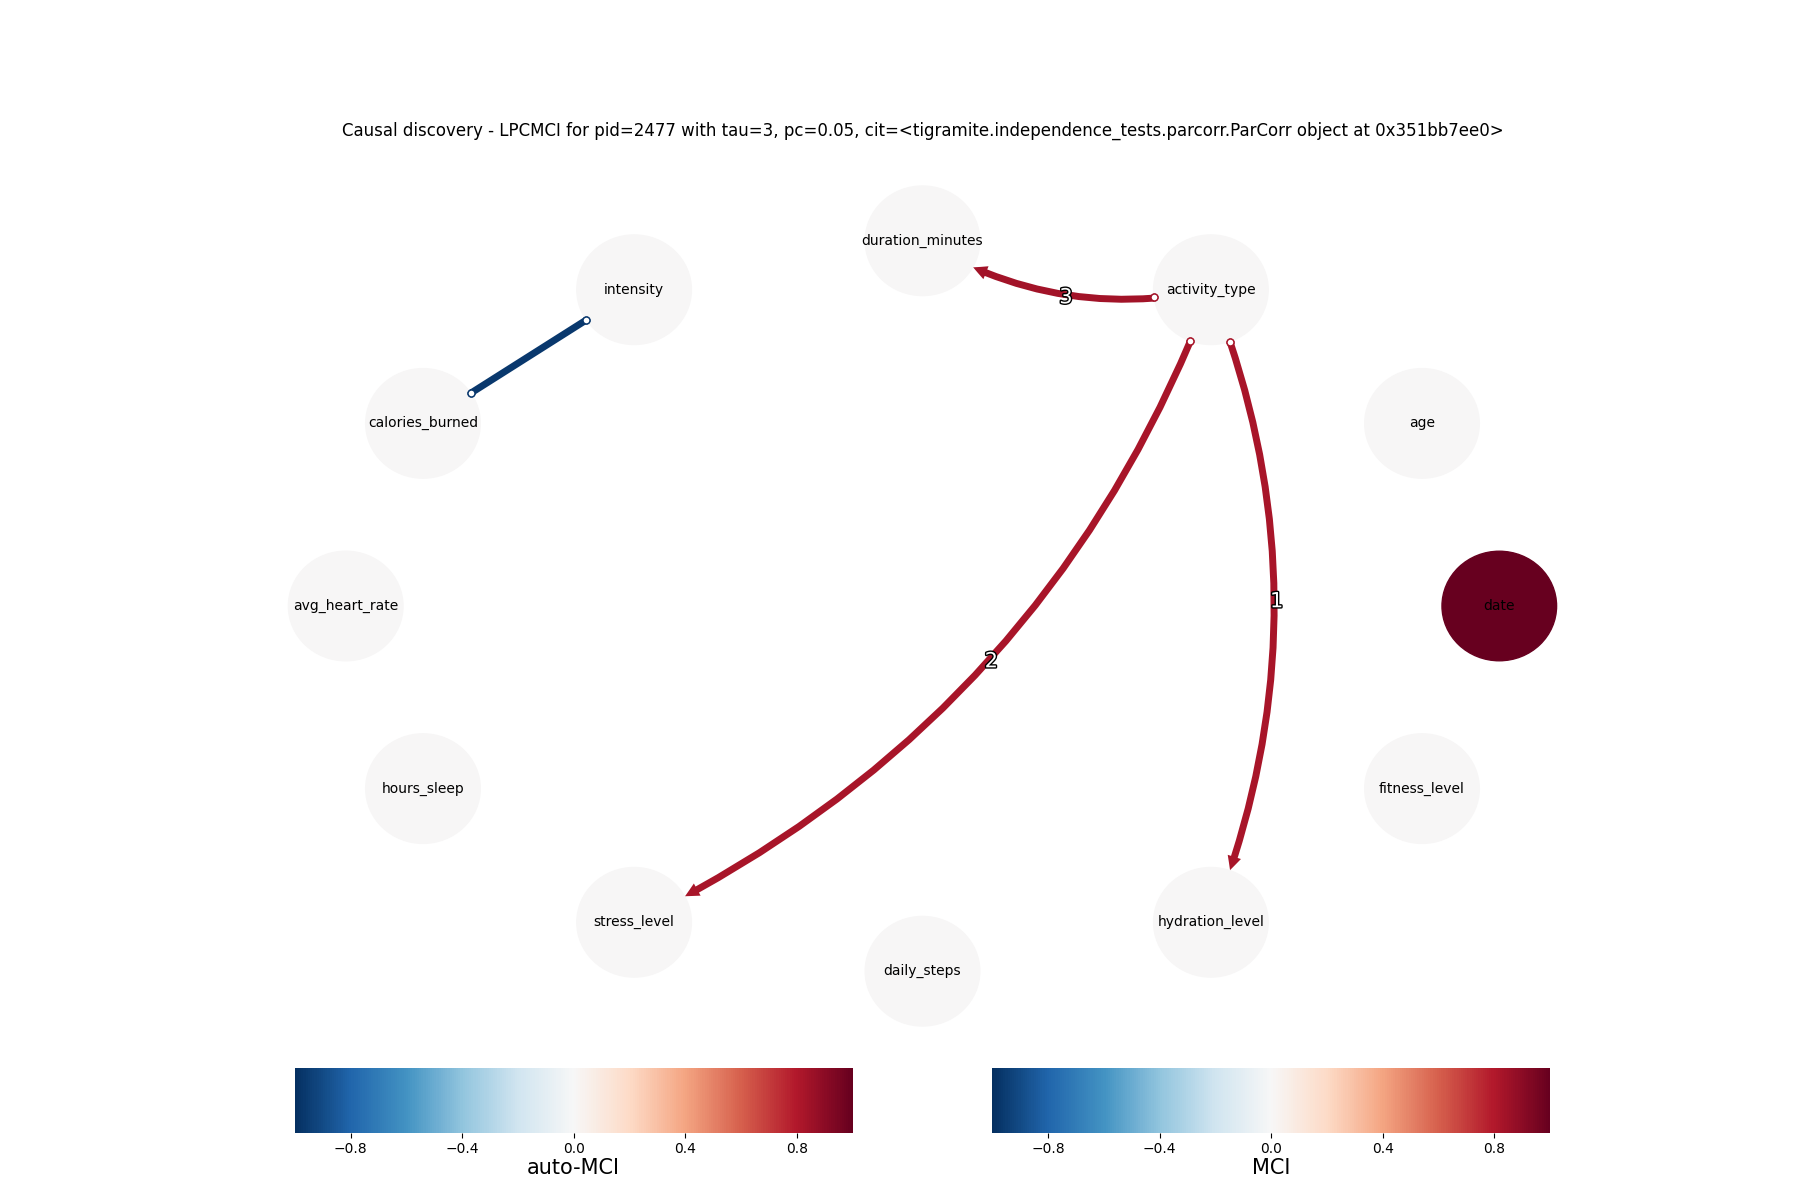 Causal discovery - LPCMCI for pid=2477 with tau=3, pc=0.05, cit=<tigramite.independence_tests.parcorr.ParCorr object at 0x351bb7ee0>
duration_minutes
intensity
activity_type
3
calories_burned
age
avg_heart_rate
1
date
2
hours_sleep
fitness_level
stress_level
hydration_level
daily_steps
−0.8 −0.4 0.0 0.4 0.8
auto-MCI
−0.8 −0.4 0.0 0.4 0.8
MCI